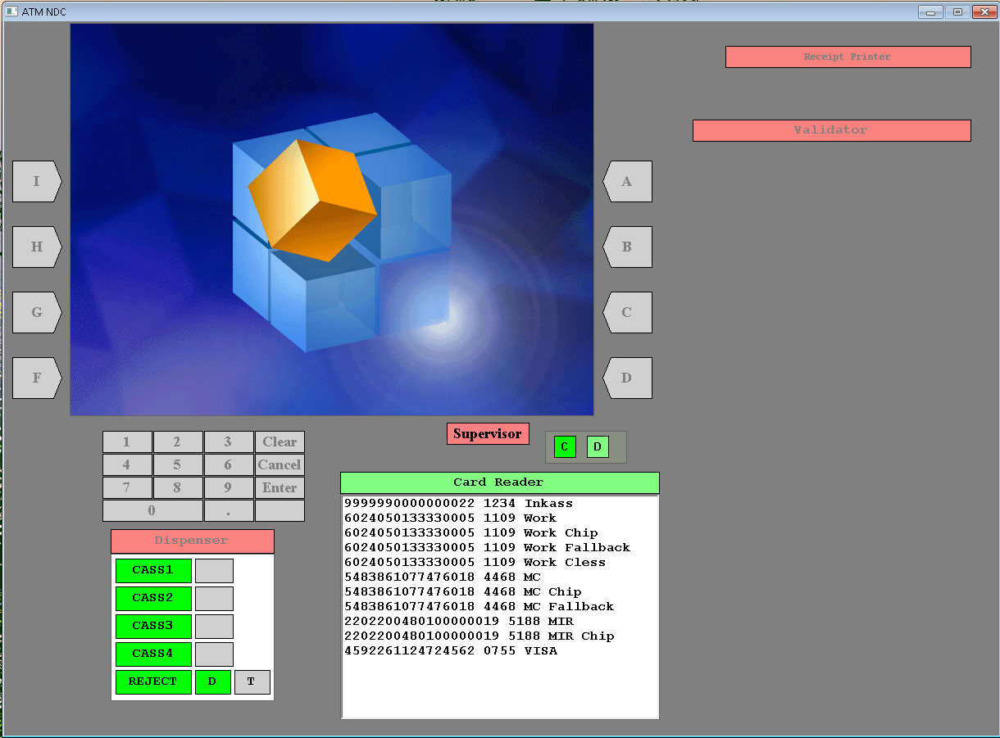 ATM NDC
Receipt Printer
Validator
I
A
H
B
G
C
F
D
Supervisor
C D
1 2 3 Clear
4 5 6 Cancel
7 8 9 Enter
0 .
Card Reader
9999990000000022 1234 Inkass
6024050133330005 1109 Work
6024050133330005 1109 Work Chip
6024050133330005 1109 Work Fallback
6024050133330005 1109 Work Cless
5483861077476018 4468 MC
5483861077476018 4468 MC Chip
5483861077476018 4468 MC Fallback
2202200480100000019 5188 MIR
2202200480100000019 5188 MIR Chip
4592261124724562 0755 VISA
Dispenser
CASS1
CASS2
CASS3
CASS4
REJECT D T